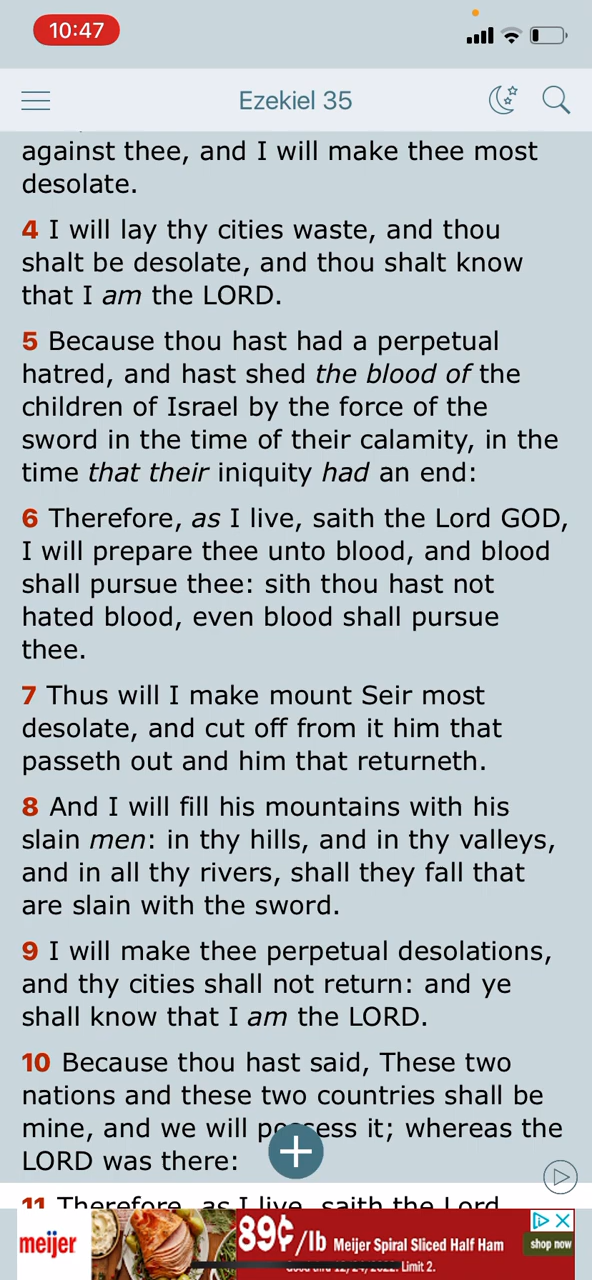 10:47
Ezekiel 35
against thee, and I will make thee most
desolate.
4 I will lay thy cities waste, and thou
shalt be desolate, and thou shalt know
that I am the LORD.
5 Because thou hast had a perpetual
hatred, and hast shed the blood of the
children of Israel by the force of the
sword in the time of their calamity, in the
time that their iniquity had an end:
6 Therefore, as I live, saith the Lord GOD,
I will prepare thee unto blood, and blood
shall pursue thee: sith thou hast not
hated blood, even blood shall pursue
thee.
7 Thus will I make mount Seir most
desolate, and cut off from it him that
passeth out and him that returneth.
8 And I will fill his mountains with his
slain men: in thy hills, and in thy valleys,
and in all thy rivers, shall they fall that
are slain with the sword.
9 I will make thee perpetual desolations,
and thy cities shall not return: and ye
shall know that I am the LORD.
10 Because thou hast said, These two
nations and these two countries shall be
mine, and we will possess it; whereas the
LORD was there:
11 Therefore, as I live, saith the Lord
meijer
89¢/lb Meijer Spiral Sliced Half Ham
shop now
Limit 2.